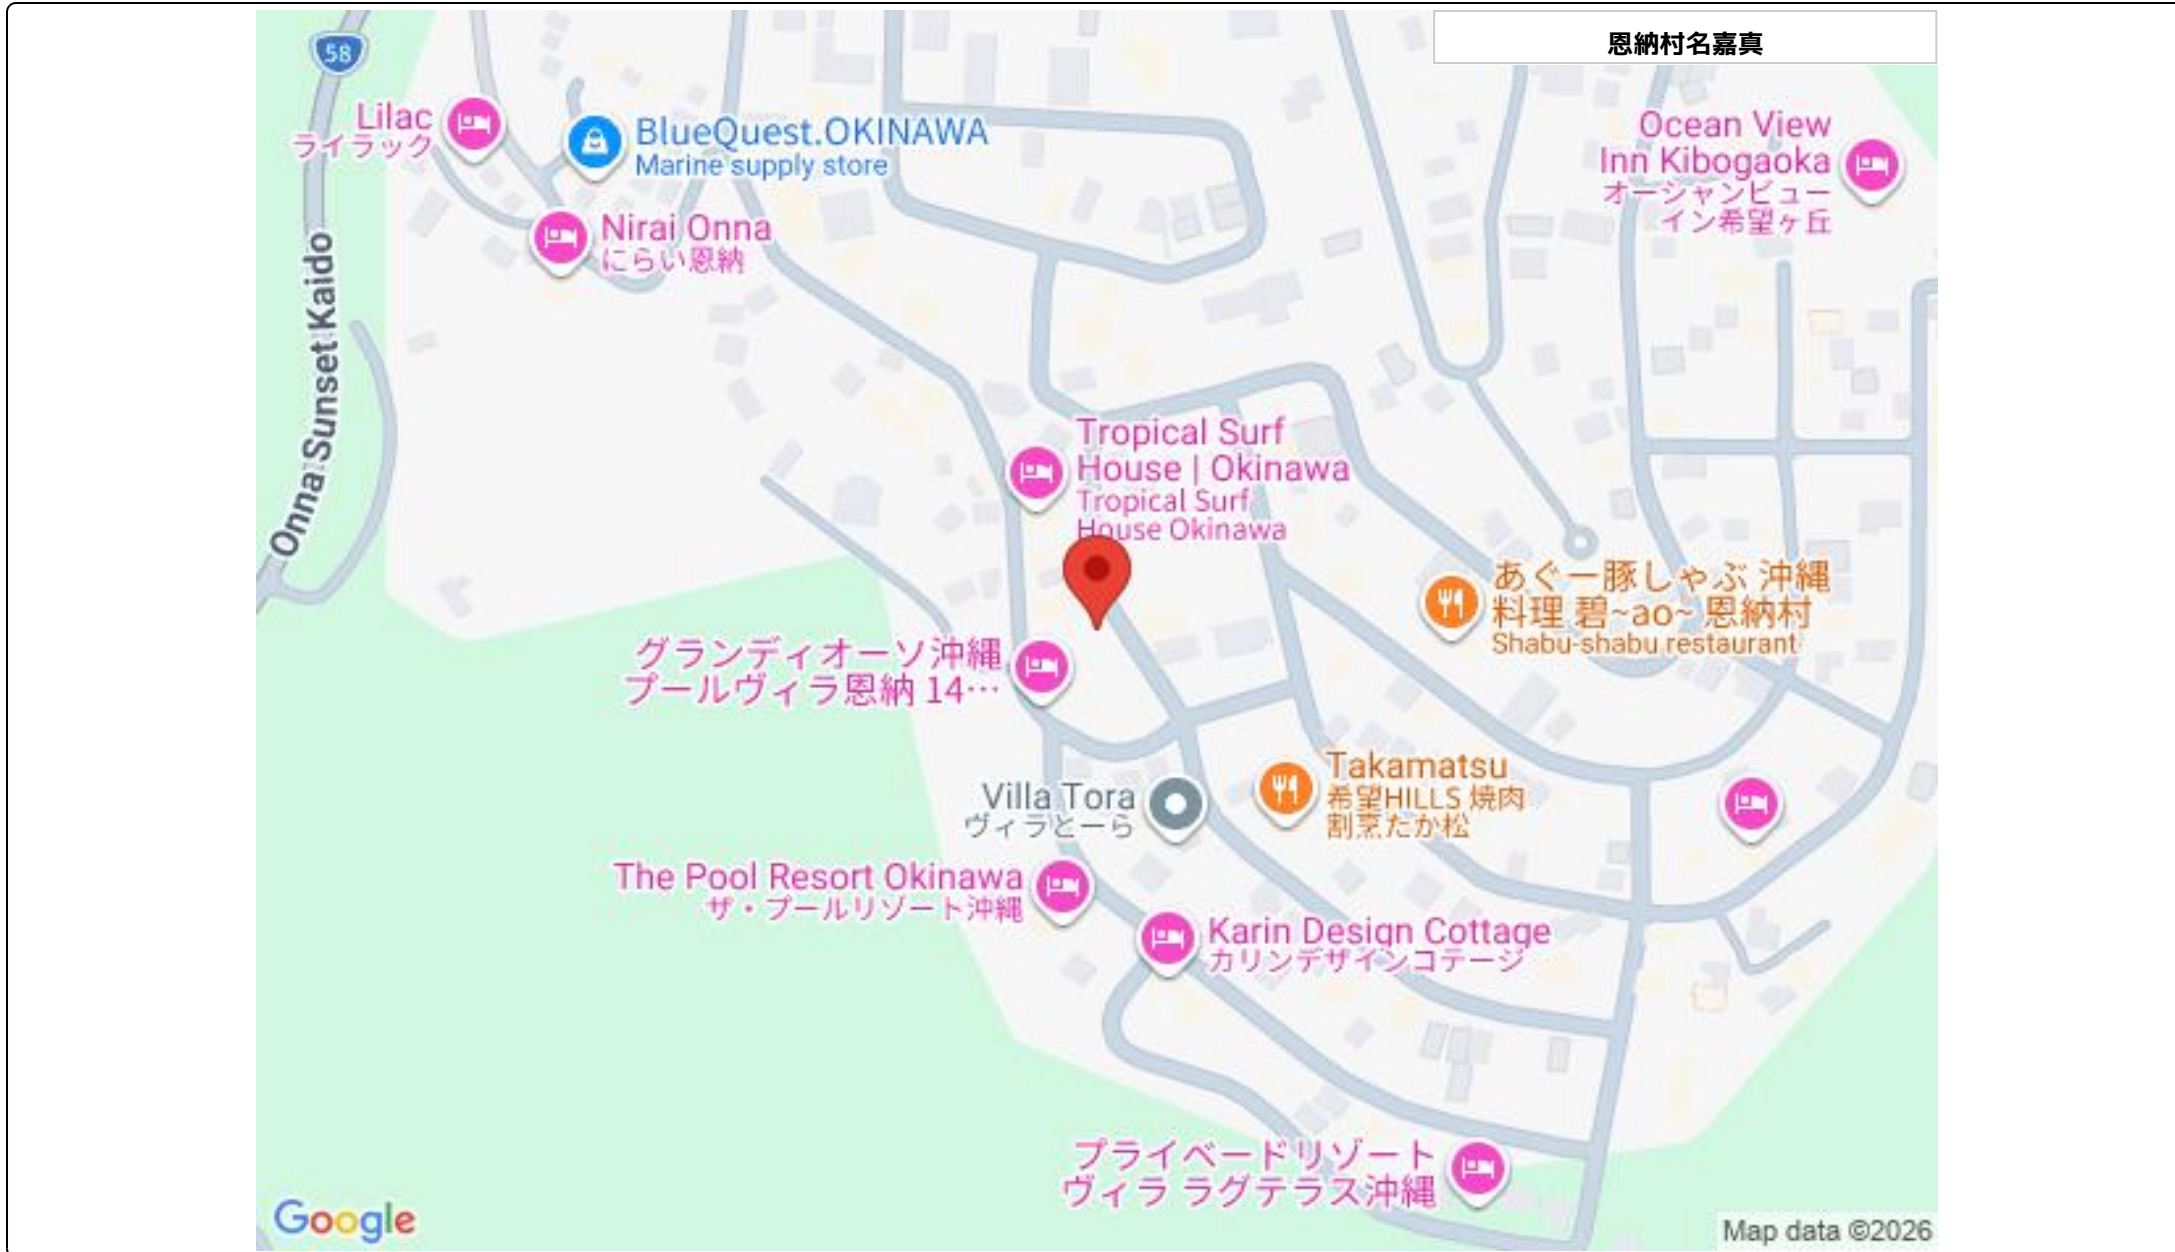 恩納村名嘉真
58
Lilac
ライラック
BlueQuest.OKINAWA
Marine supply store
Ocean View
Inn Kibogaoka
オーシャンビュー
イン希望ヶ丘
Nirai Onna
にらい恩納
Onna Sunset Kaido
Tropical Surf
House | Okinawa
Tropical Surf
House Okinawa
あぐー豚しゃぶ 沖縄
料理 碧~ao~ 恩納村
Shabu-shabu restaurant
グランディオーソ沖縄
プールヴィラ恩納 14…
Takamatsu
希望HILLS 焼肉
割烹たか松
Villa Tora
ヴィラとーら
The Pool Resort Okinawa
ザ・プールリゾート沖縄
Karin Design Cottage
カリンデザインコテージ
プライベードリゾート
ヴィラ ラグテラス沖縄
Google
Map data ©2026